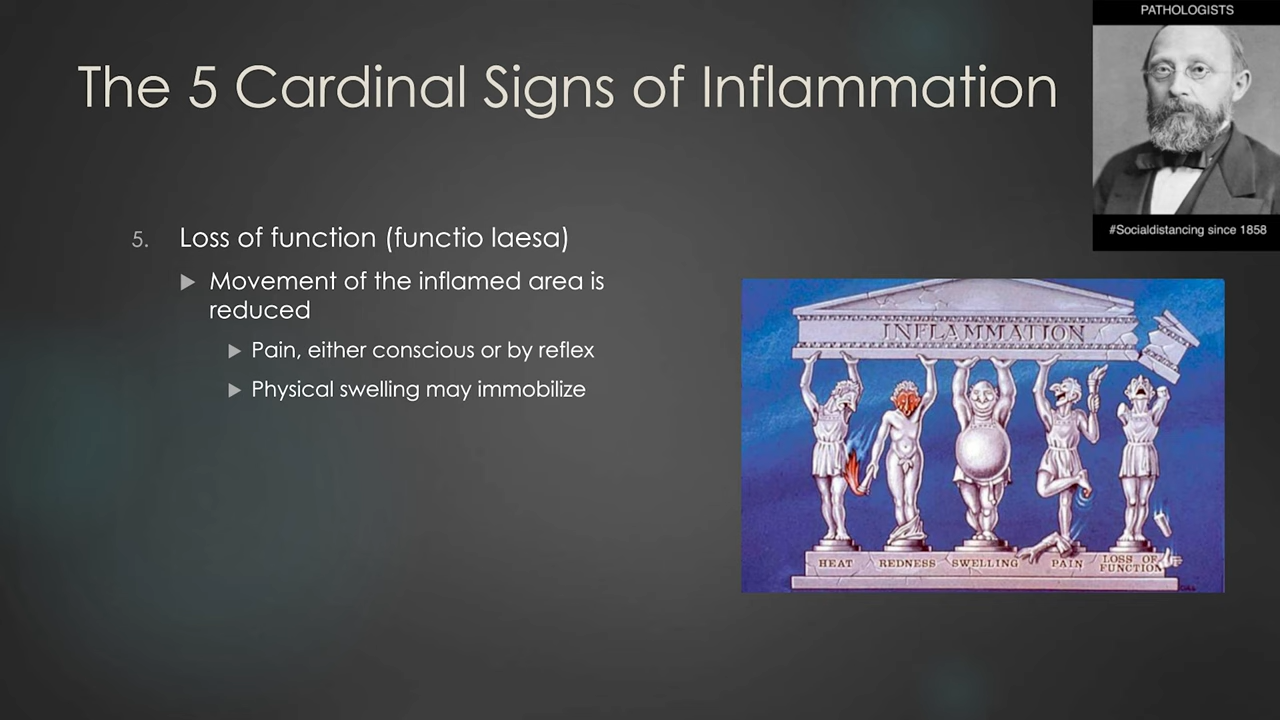 PATHOLOGISTS
The 5 Cardinal Signs of Inflammation
#Socialdistancing since 1858
5. Loss of function (functio laesa)
Movement of the inflamed area is
reduced
Pain, either conscious or by reflex
Physical swelling may immobilize
INFLAMMATION
HEAT REDNESS SWELLING PAIN LOSS OF
FUNCTION